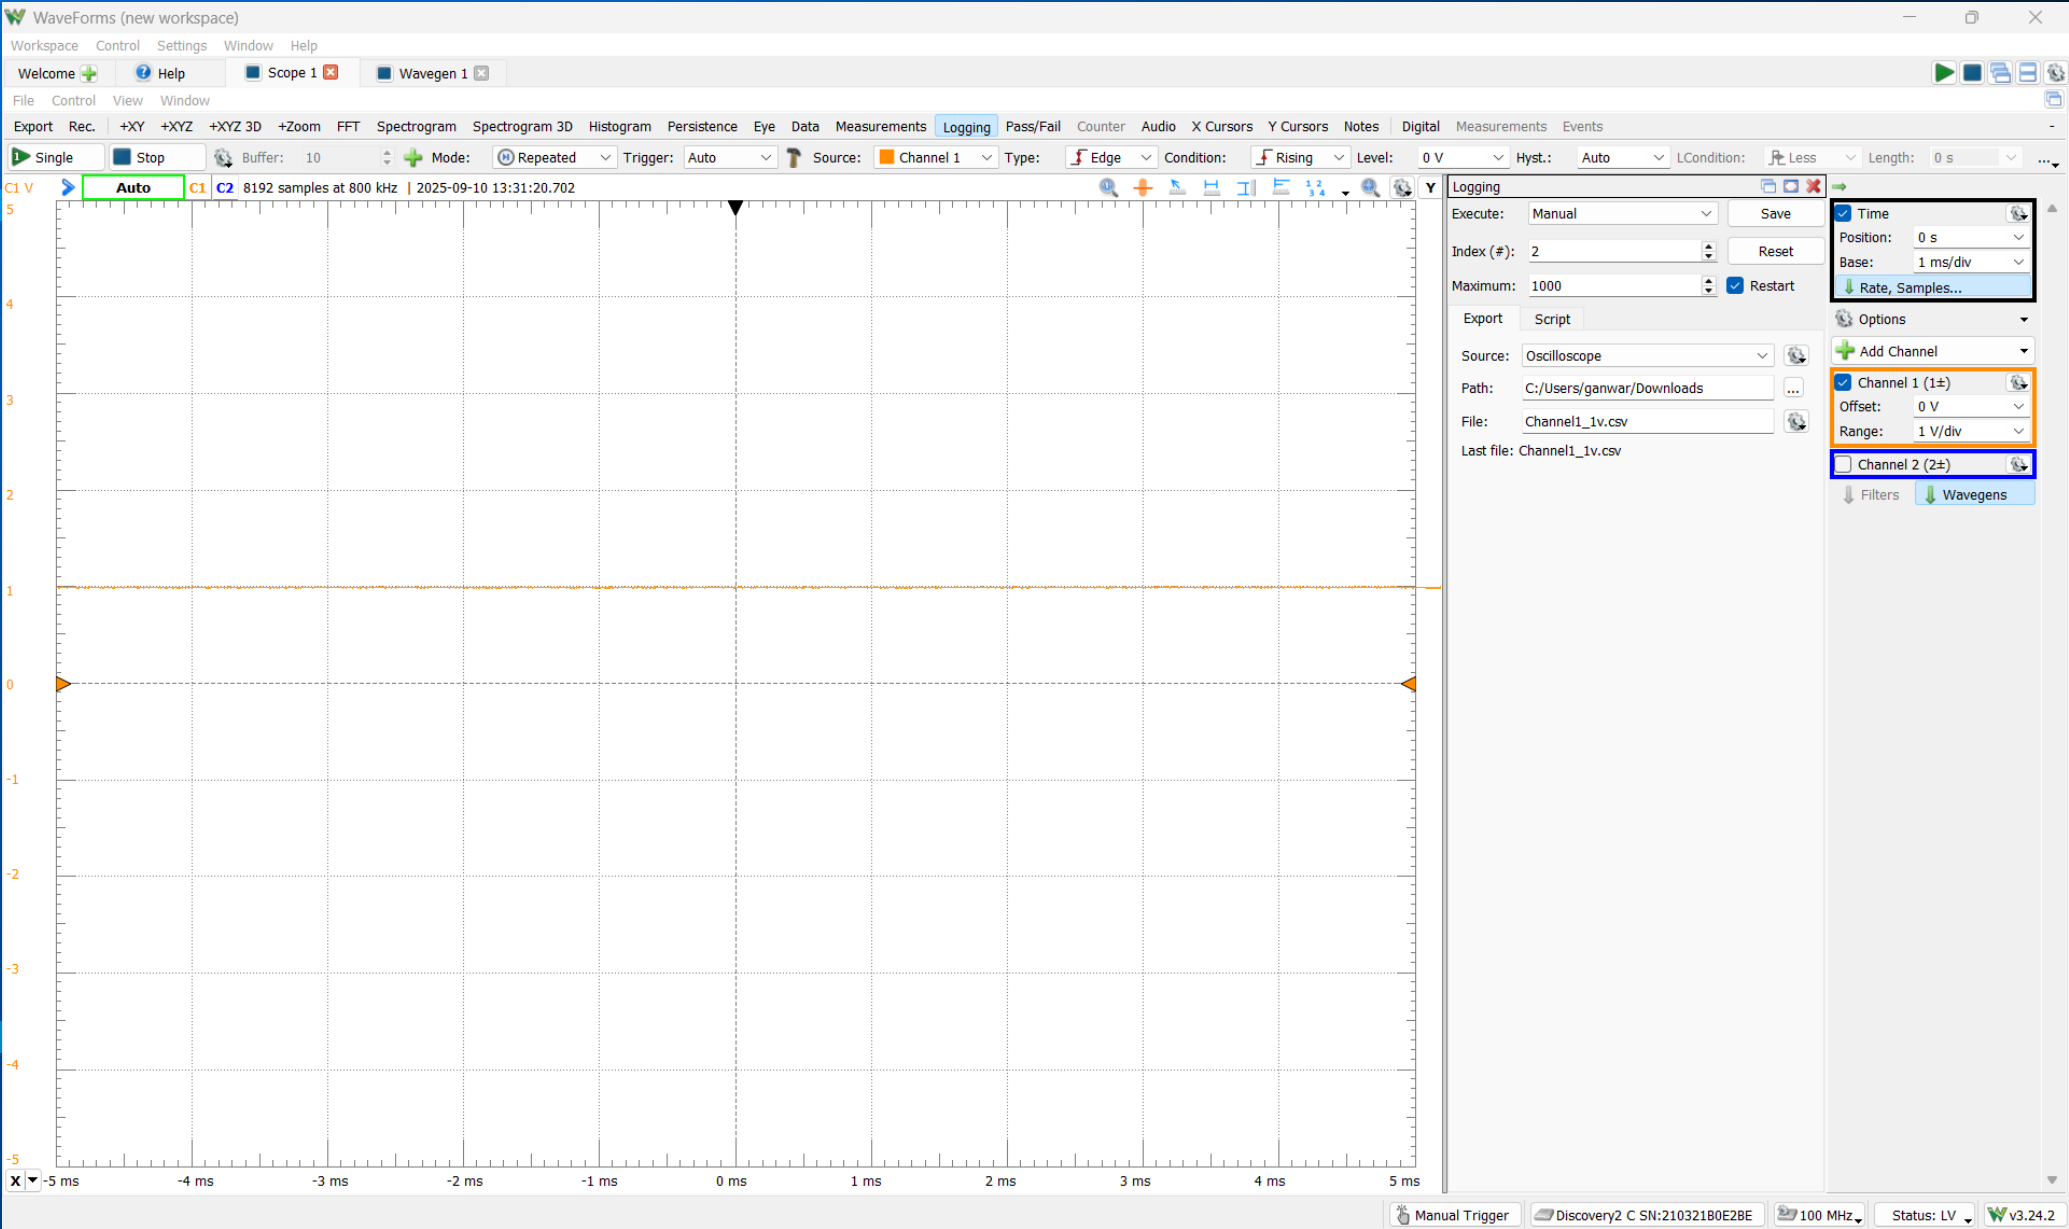 WaveForms (new workspace)
Workspace Control Settings Window Help
Welcome Help Scope 1 Wavegen 1
File Control View Window
Export Rec. +XY +XYZ +XYZ 3D +Zoom FFT Spectrogram Spectrogram 3D Histogram Persistence Eye Data Measurements Logging Pass/Fail Counter Audio X Cursors Y Cursors Notes Digital Measurements Events
Single Stop Buffer: 10 Mode: Repeated Trigger: Auto Source: Channel 1 Type: Edge Condition: Rising Level: 0 V Hyst.: Auto LCondition: Less Length: 0 s ...
C1 V Auto C1 C2 8192 samples at 800 kHz | 2025-09-10 13:31:20.702 Y
5
4
3
2
1
0
-1
-2
-3
-4
-5
X -5 ms -4 ms -3 ms -2 ms -1 ms 0 ms 1 ms 2 ms 3 ms 4 ms 5 ms
Logging
Execute: Manual Save
Index (#): 2 Reset
Maximum: 1000 Restart
Export Script
Source: Oscilloscope
Path: C:/Users/ganwar/Downloads ...
File: Channel1_1v.csv
Last file: Channel1_1v.csv
Time
Position: 0 s
Base: 1 ms/div
Rate, Samples...
Options
Add Channel
Channel 1 (1±)
Offset: 0 V
Range: 1 V/div
Channel 2 (2±)
Filters Wavegens
Manual Trigger Discovery2 C SN:210321B0E2BE 100 MHz Status: LV v3.24.2